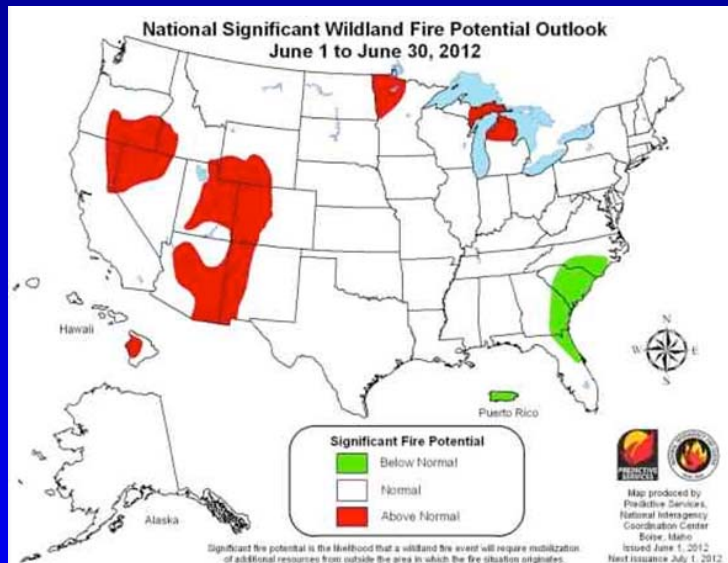 National Significant Wildland Fire Potential Outlook
June 1 to June 30, 2012
Hawaii
N
W
E
S
Puerto Rico
Significant Fire Potential
Below Normal
Normal
Above Normal
Alaska
PREDICTIVE
SERVICES
Map produced by
Predictive Services,
National Interagency
Coordination Center
Boise, Idaho
Issued June 1, 2012
Next issuance July 1, 2012
Significant fire potential is the likelihood that a wildland fire event will require mobilization
of additional resources from outside the area in which the fire situation originates.